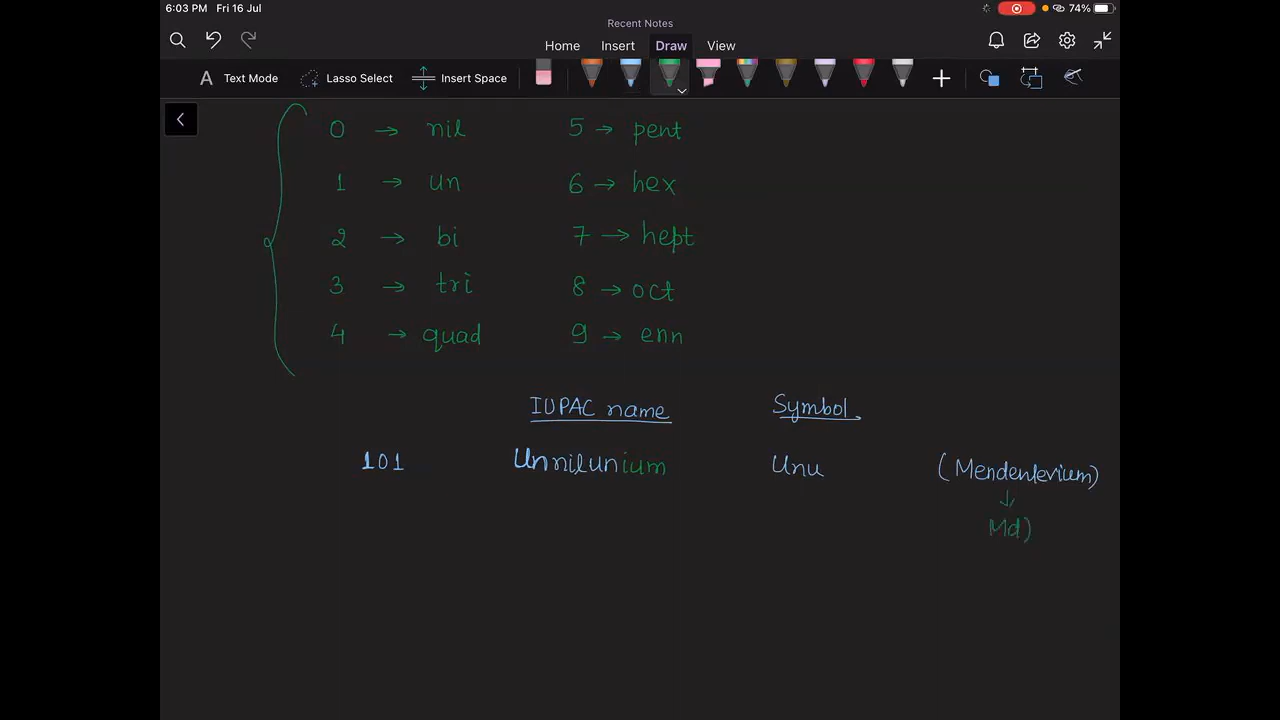 6:03 PM Fri 16 Jul 74%
Recent Notes
Home Insert Draw View
A Text Mode Lasso Select Insert Space
0 → nil 5 → pent
1 → un 6 → hex
2 → bi 7 → hept
3 → tri 8 → oct
4 → quad 9 → enn
IUPAC name Symbol
101 Unnilunium Unu (Mendenlevium)
↓
Md)